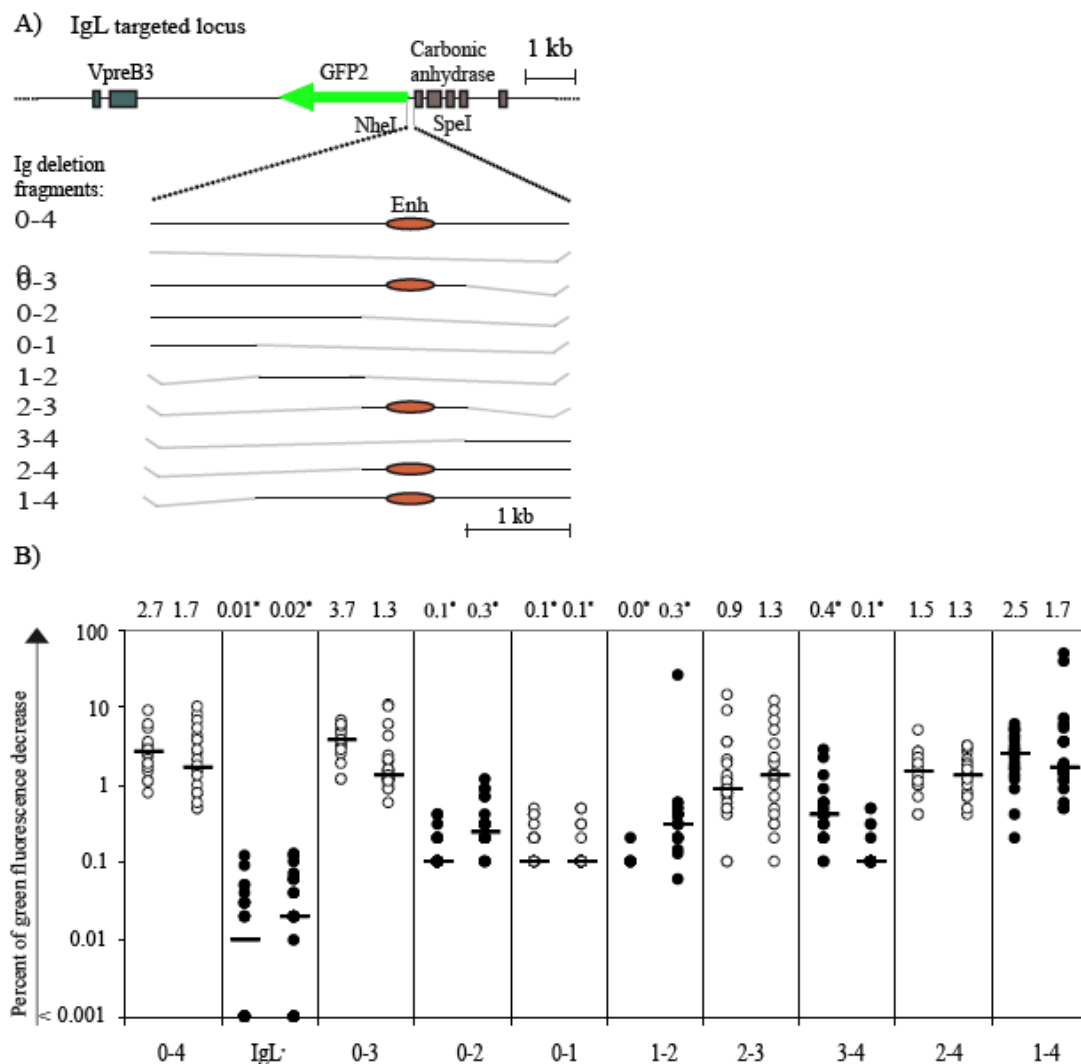 A) IgL targeted locus
Carbonic
anhydrase
1 kb
VpreB3
GFP2
NheI
SpeI
Ig deletion
fragments:
Enh
0-4
0
0-3
0-2
0-1
1-2
2-3
3-4
2-4
1-4
1 kb
B)
2.7 1.7 0.01* 0.02* 3.7 1.3 0.1* 0.3* 0.1* 0.1* 0.0* 0.3* 0.9 1.3 0.4* 0.1* 1.5 1.3 2.5 1.7
Percent of green fluorescence decrease
100
10
1
0.1
0.01
< 0.001
0-4 IgL- 0-3 0-2 0-1 1-2 2-3 3-4 2-4 1-4